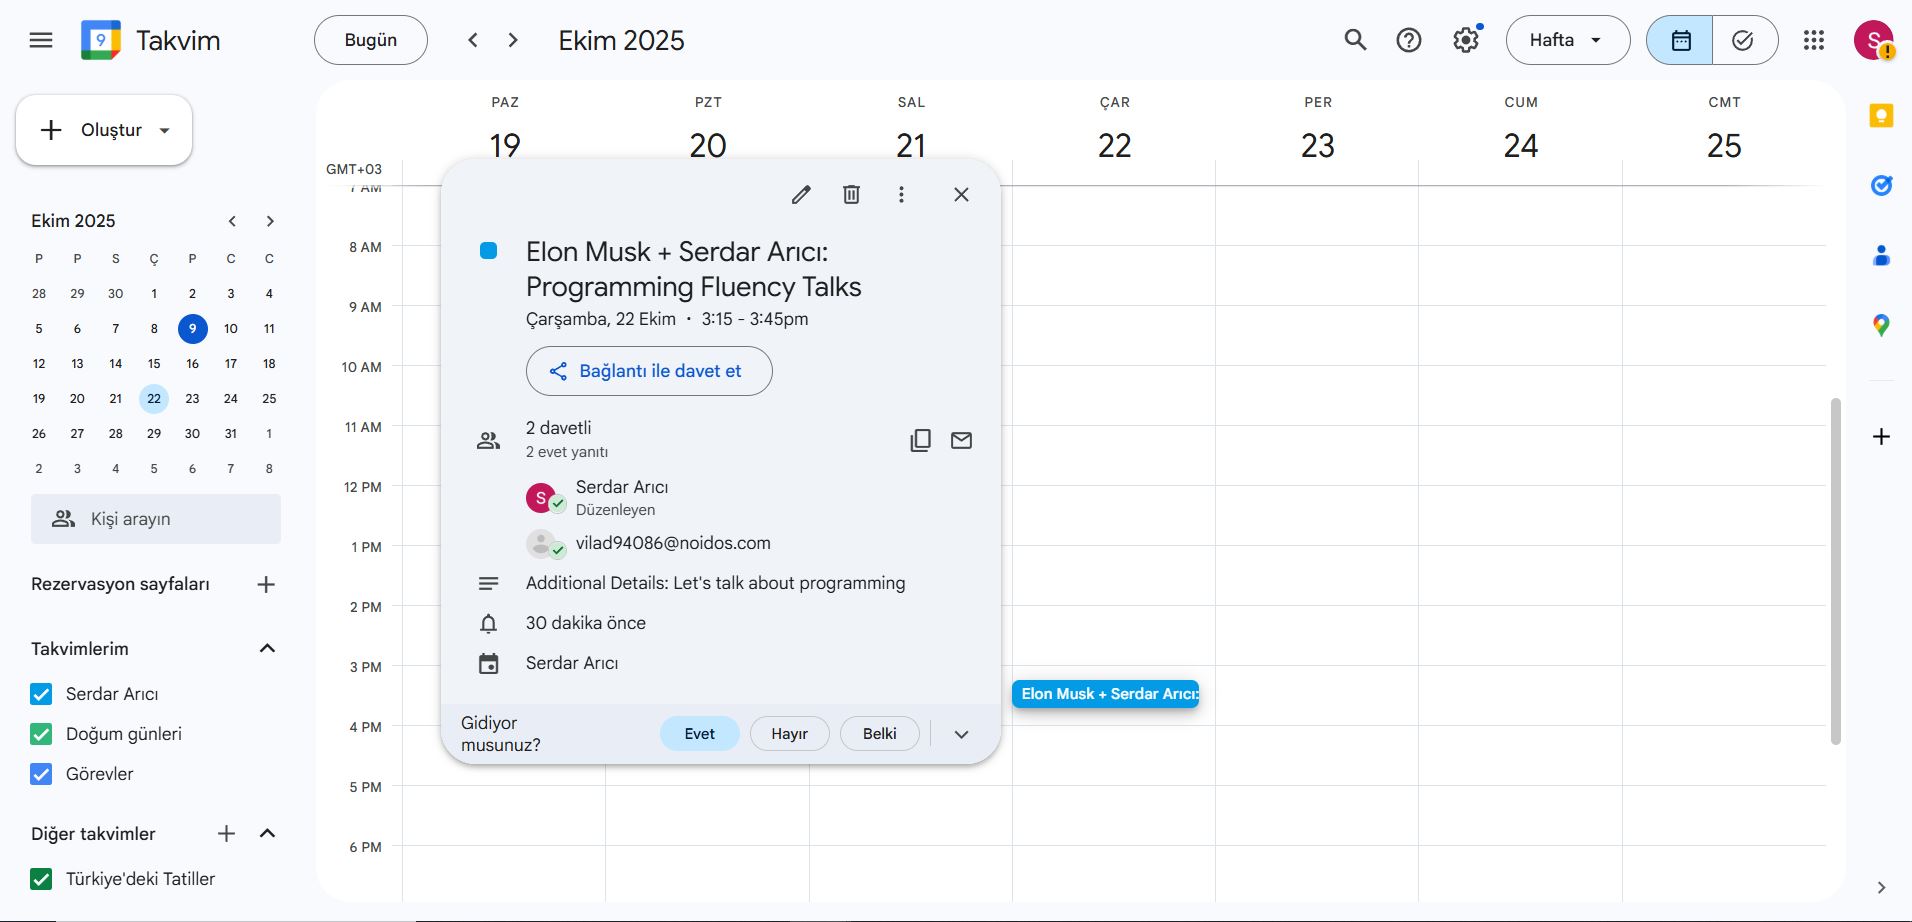 9 Takvim
Bugün
Ekim 2025
Hafta
S
Oluştur
Ekim 2025
P P S Ç P C C
28 29 30 1 2 3 4
5 6 7 8 9 10 11
12 13 14 15 16 17 18
19 20 21 22 23 24 25
26 27 28 29 30 31 1
2 3 4 5 6 7 8
Kişi arayın
Rezervasyon sayfaları
Takvimlerim
Serdar Arıcı
Doğum günleri
Görevler
Diğer takvimler
Türkiye'deki Tatiller
PAZ PZT SAL ÇAR PER CUM CMT
19 20 21 22 23 24 25
GMT+03
7 AM
8 AM
9 AM
10 AM
11 AM
12 PM
1 PM
2 PM
3 PM
4 PM
5 PM
6 PM
Elon Musk + Serdar Arıcı:
Programming Fluency Talks
Çarşamba, 22 Ekim · 3:15 - 3:45pm
Bağlantı ile davet et
2 davetli
2 evet yanıtı
S
Serdar Arıcı
Düzenleyen
vilad94086@noidos.com
Additional Details: Let's talk about programming
30 dakika önce
Serdar Arıcı
Gidiyor
musunuz?
Evet Hayır Belki
Elon Musk + Serdar Arıcı: